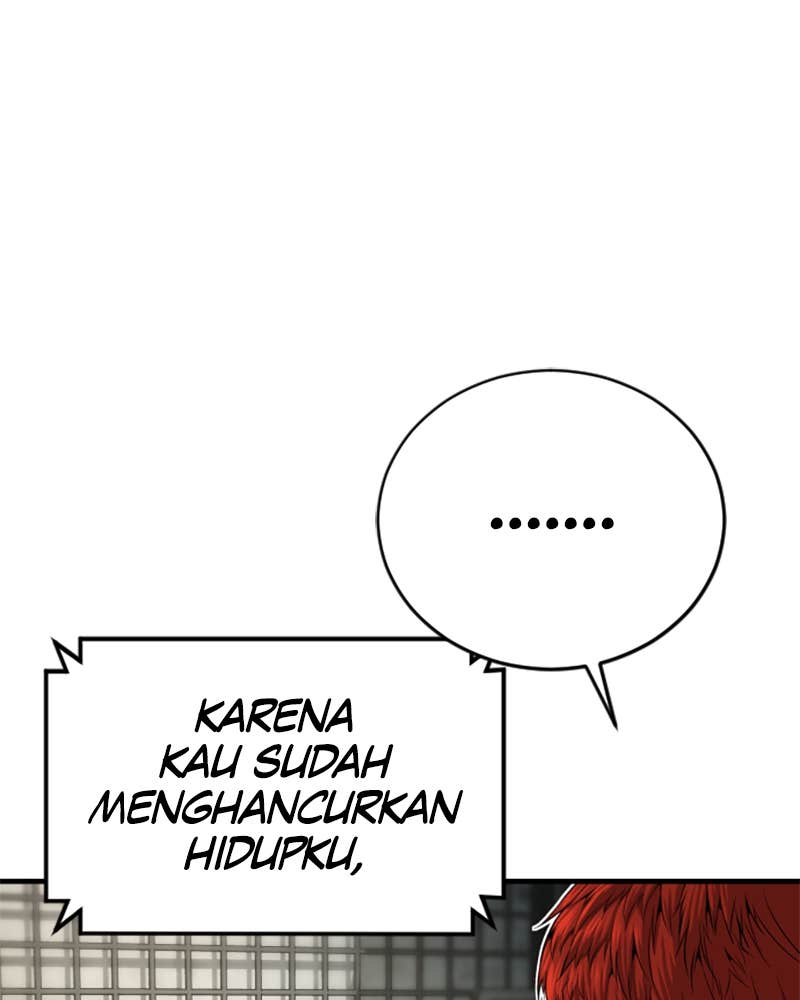 .......
KARENA
KAU SUDAH
MENGHANCURKAN
HIDUPKU,